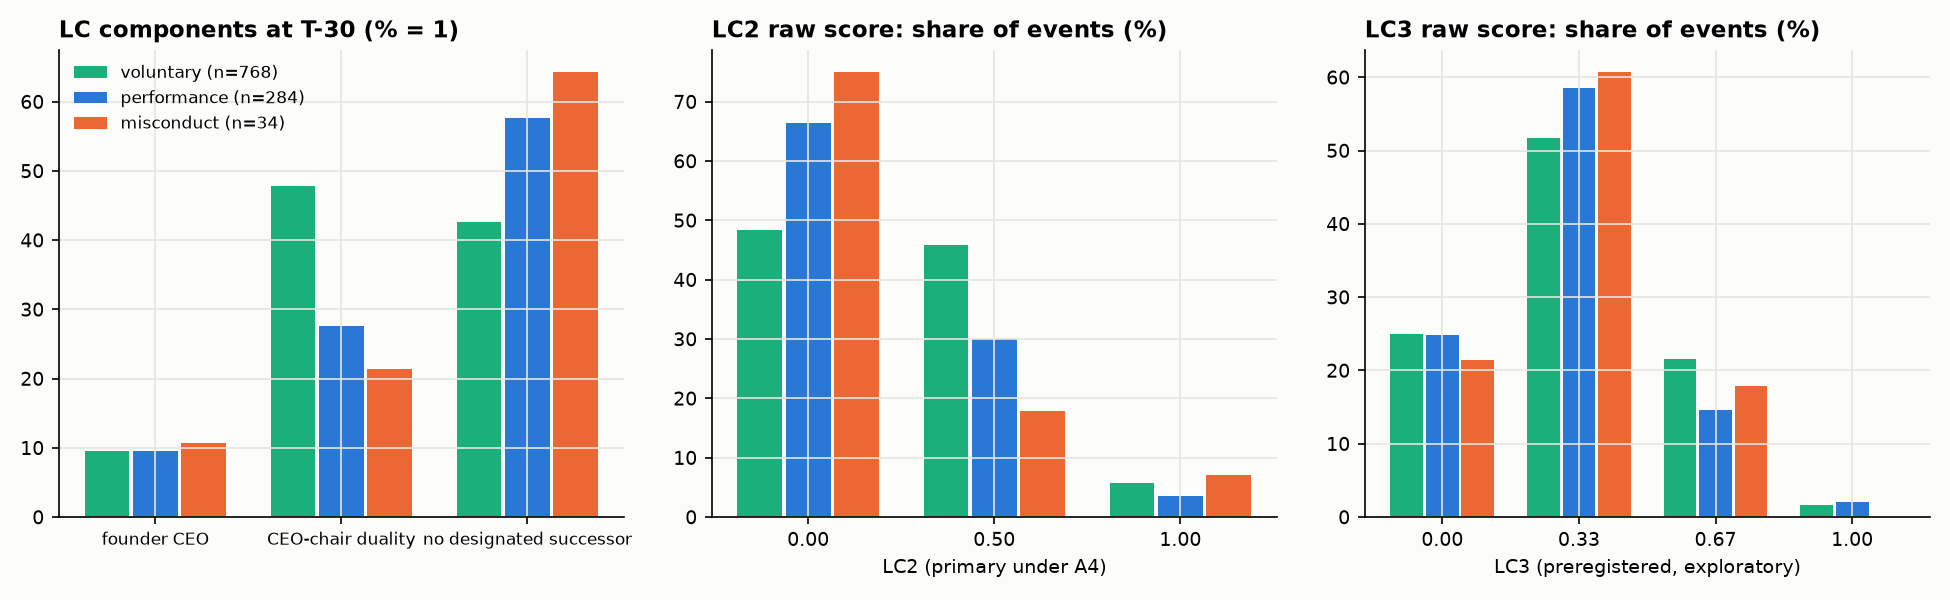 LC components at T-30 (% = 1)
voluntary (n=768)
performance (n=284)
misconduct (n=34)
60
50
40
30
20
10
0
founder CEO
CEO-chair duality
no designated successor
LC2 raw score: share of events (%)
70
60
50
40
30
20
10
0
0.00
0.50
1.00
LC2 (primary under A4)
LC3 raw score: share of events (%)
60
50
40
30
20
10
0
0.00
0.33
0.67
1.00
LC3 (preregistered, exploratory)